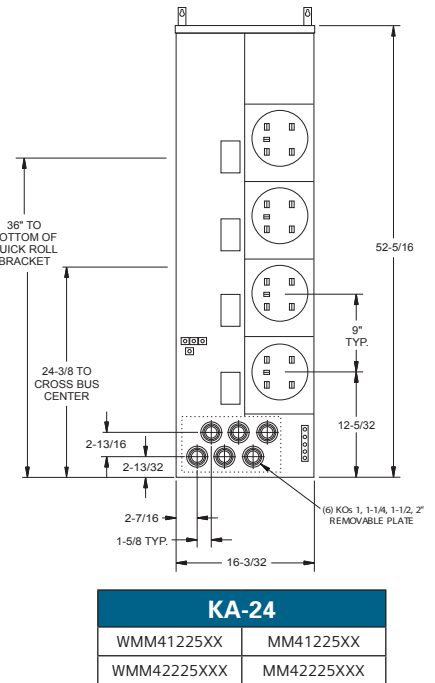 52-5/16
36" TO
OTTOM OF
UICK ROLL
BRACKET
9"
TYP.
24-3/8 TO
CROSS BUS
CENTER
12-5/32
2-13/16
2-13/32
2-7/16
1-5/8 TYP.
16-3/32
(6) KOs 1, 1-1/4, 1-1/2, 2"
REMOVABLE PLATE
KA-24
WMM41225XX MM41225XX
WMM42225XXX MM42225XXX